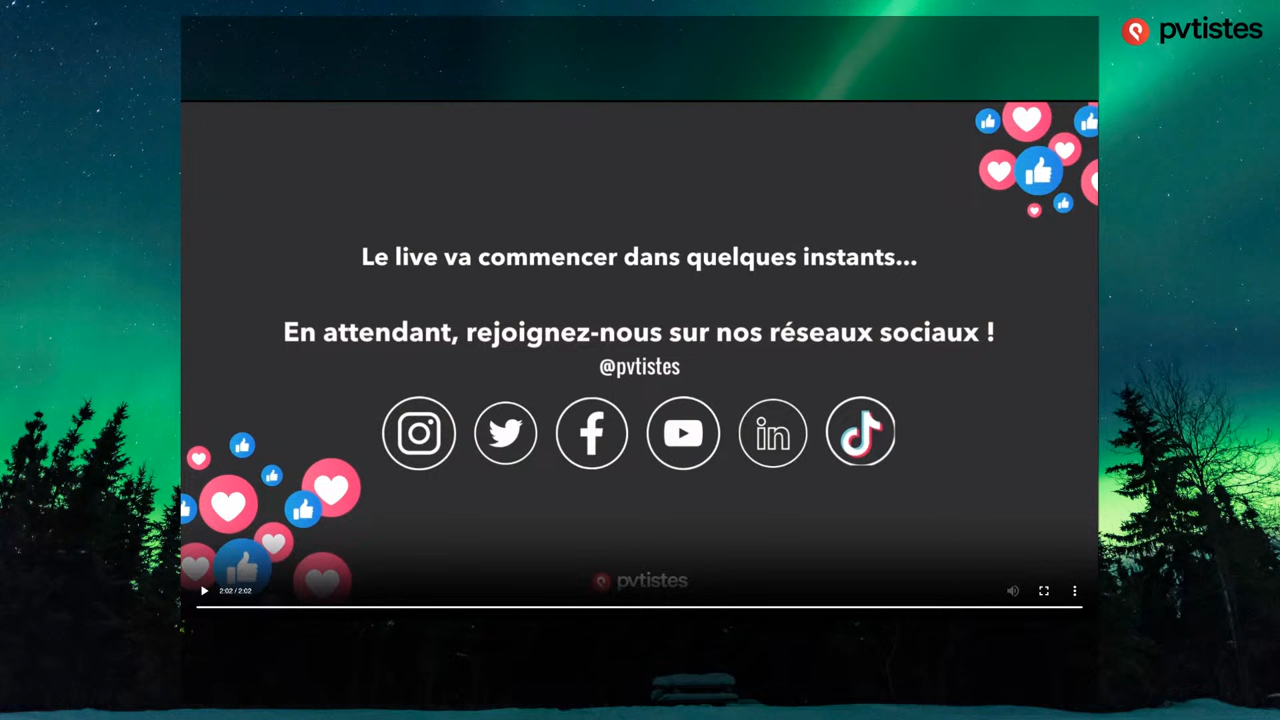 pvtistes
Le live va commencer dans quelques instants...
En attendant, rejoignez-nous sur nos réseaux sociaux !
@pvtistes
in
pvtistes
2:02 / 2:02